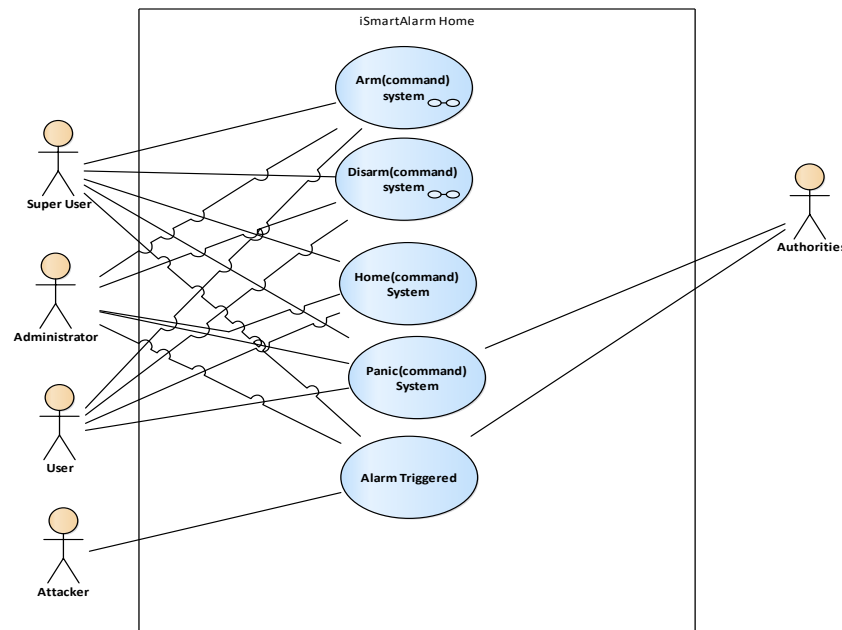 iSmartAlarm Home
Arm(command)
system
Disarm(command)
system
Home(command)
System
Panic(command)
System
Alarm Triggered
Super User
Administrator
User
Attacker
Authorities